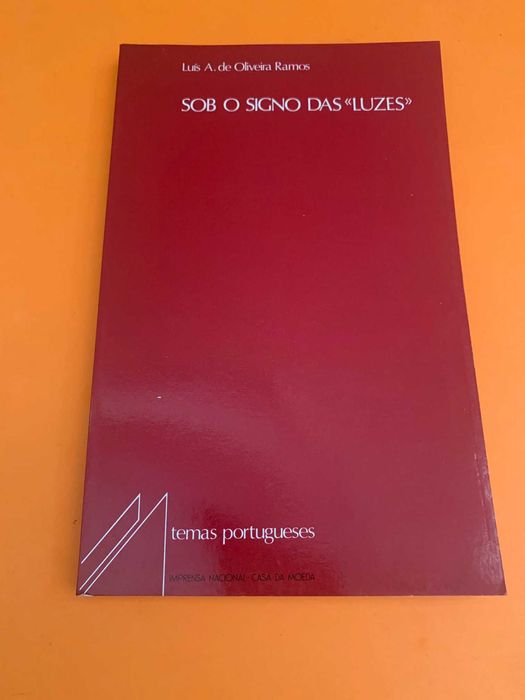 Luís A. de Oliveira Ramos
SOB O SIGNO DAS «LUZES»
temas portugueses
IMPRENSA NACIONAL-CASA DA MOEDA